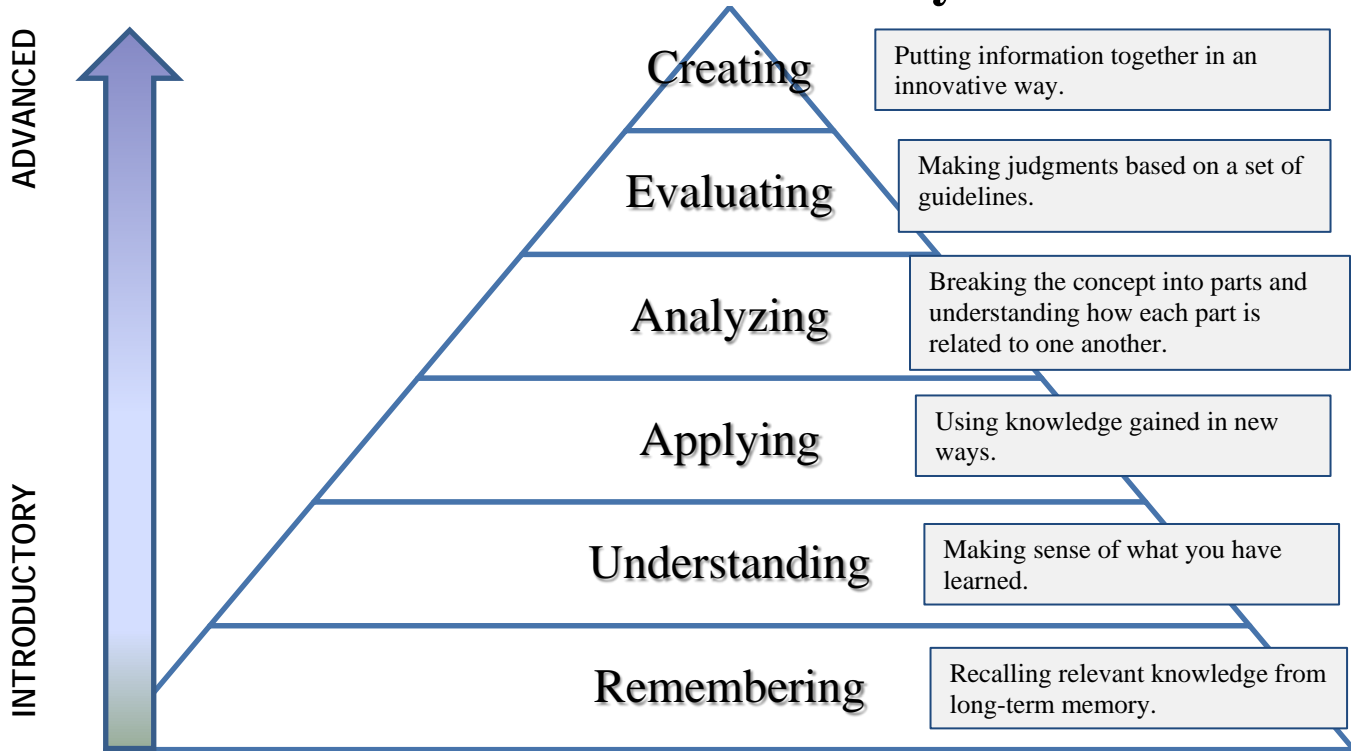 ADVANCED
Creating
Putting information together in an
innovative way.
Evaluating
Making judgments based on a set of
guidelines.
Analyzing
Breaking the concept into parts and
understanding how each part is
related to one another.
Applying
Using knowledge gained in new
ways.
INTRODUCTORY
Understanding
Making sense of what you have
learned.
Remembering
Recalling relevant knowledge from
long-term memory.